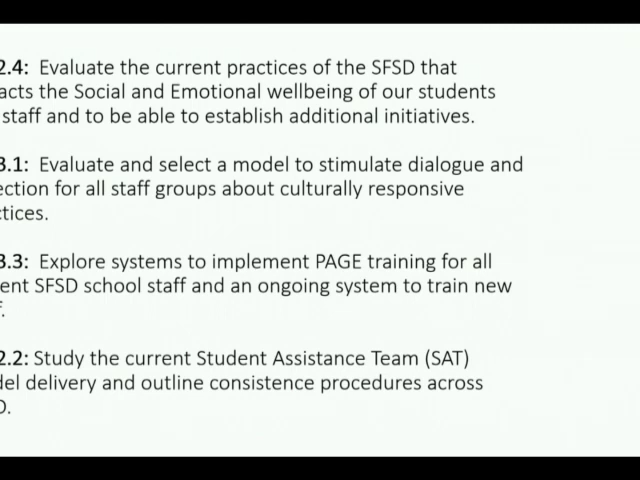 2.4: Evaluate the current practices of the SFSD that
acts the Social and Emotional wellbeing of our students
staff and to be able to establish additional initiatives.
3.1: Evaluate and select a model to stimulate dialogue and
ection for all staff groups about culturally responsive
ctices.
3.3: Explore systems to implement PAGE training for all
ent SFSD school staff and an ongoing system to train new
f.
2.2: Study the current Student Assistance Team (SAT)
del delivery and outline consistence procedures across
D.